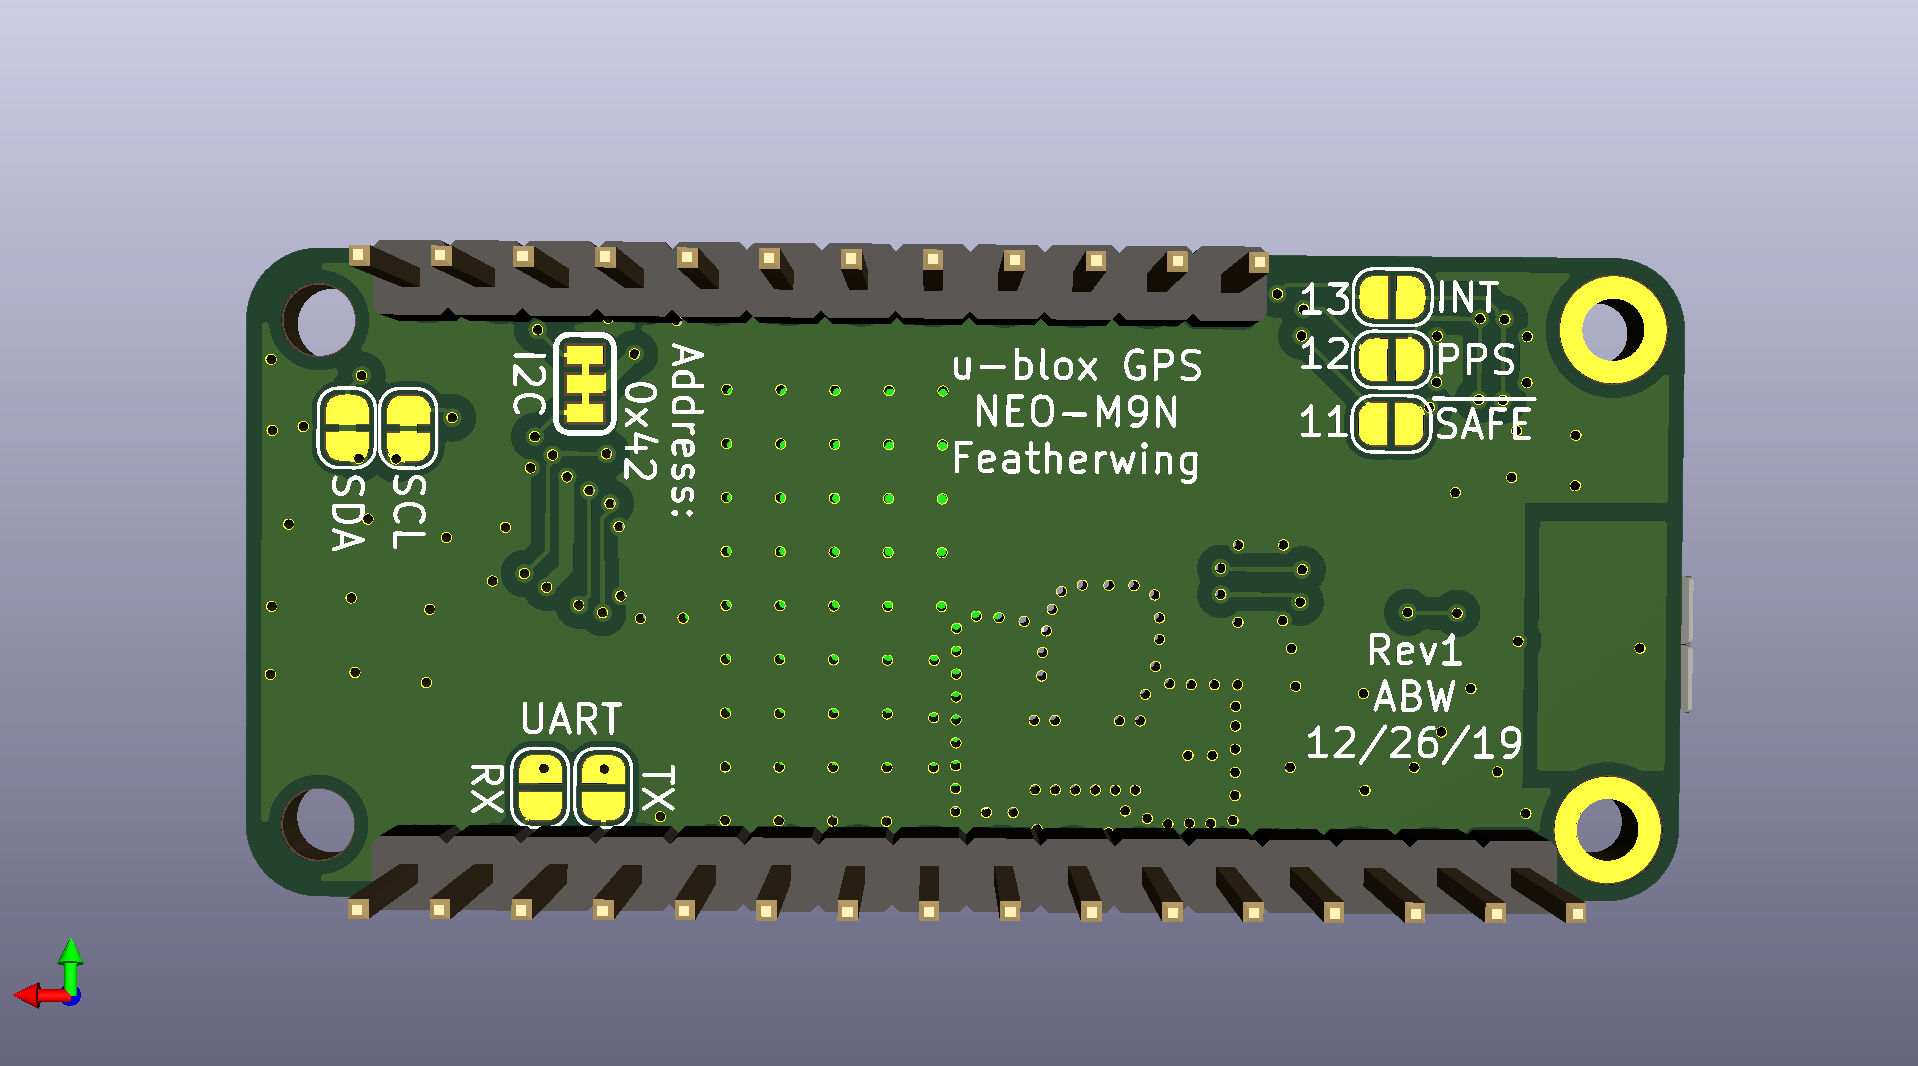 13 INT
12 PPS
11 SAFE
u-blox GPS
NEO-M9N
Featherwing
I2C
Address:
0x42
SDA
SCL
UART
RX
TX
Rev1
ABW
12/26/19